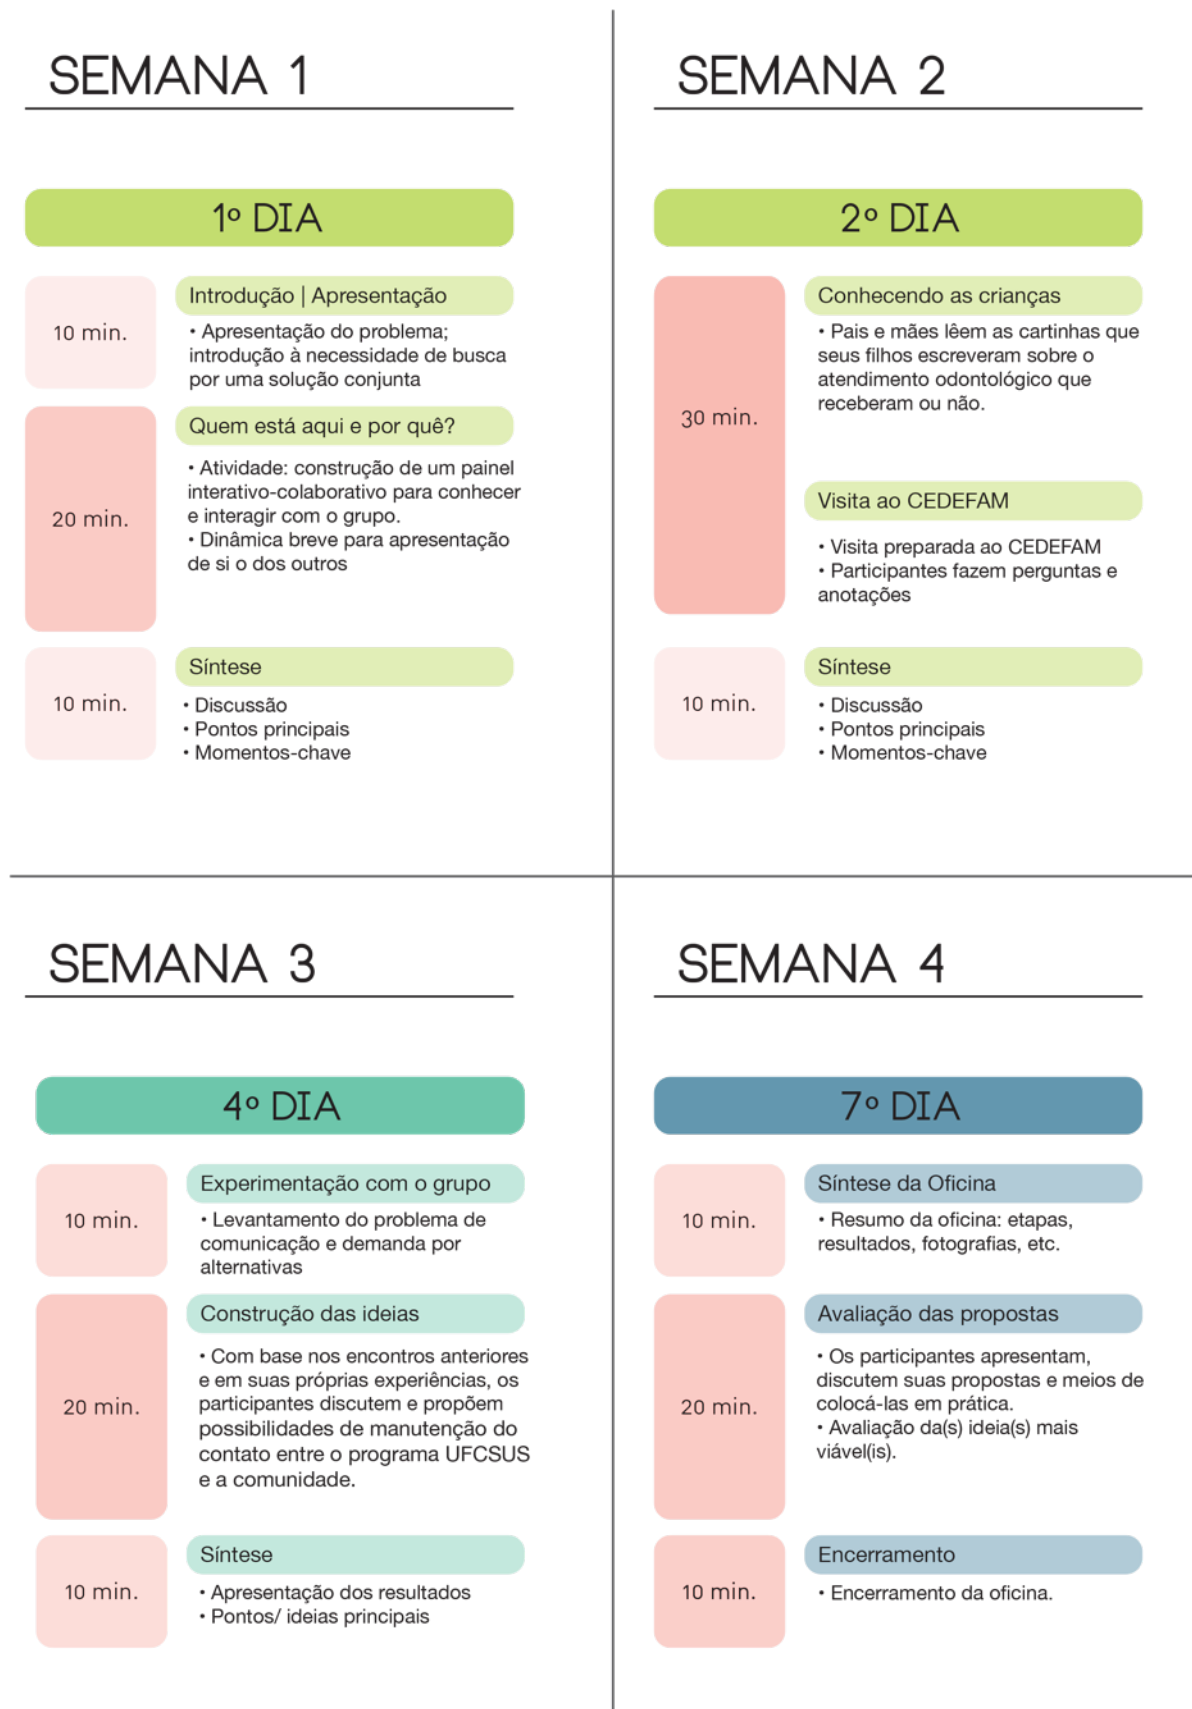 SEMANA 1
1º DIA
10 min.
Introdução | Apresentação
• Apresentação do problema;
introdução à necessidade de busca
por uma solução conjunta
20 min.
Quem está aqui e por quê?
• Atividade: construção de um painel
interativo-colaborativo para conhecer
e interagir com o grupo.
• Dinâmica breve para apresentação
de si o dos outros
10 min.
Síntese
• Discussão
• Pontos principais
• Momentos-chave
SEMANA 2
2º DIA
30 min.
Conhecendo as crianças
• Pais e mães lêem as cartinhas que
seus filhos escreveram sobre o
atendimento odontológico que
receberam ou não.
Visita ao CEDEFAM
• Visita preparada ao CEDEFAM
• Participantes fazem perguntas e
anotações
10 min.
Síntese
• Discussão
• Pontos principais
• Momentos-chave
SEMANA 3
4º DIA
10 min.
Experimentação com o grupo
• Levantamento do problema de
comunicação e demanda por
alternativas
20 min.
Construção das ideias
• Com base nos encontros anteriores
e em suas próprias experiências, os
participantes discutem e propõem
possibilidades de manutenção do
contato entre o programa UFCSUS
e a comunidade.
10 min.
Síntese
• Apresentação dos resultados
• Pontos/ ideias principais
SEMANA 4
7º DIA
10 min.
Síntese da Oficina
• Resumo da oficina: etapas,
resultados, fotografias, etc.
20 min.
Avaliação das propostas
• Os participantes apresentam,
discutem suas propostas e meios de
colocá-las em prática.
• Avaliação da(s) ideia(s) mais
viável(is).
10 min.
Encerramento
• Encerramento da oficina.